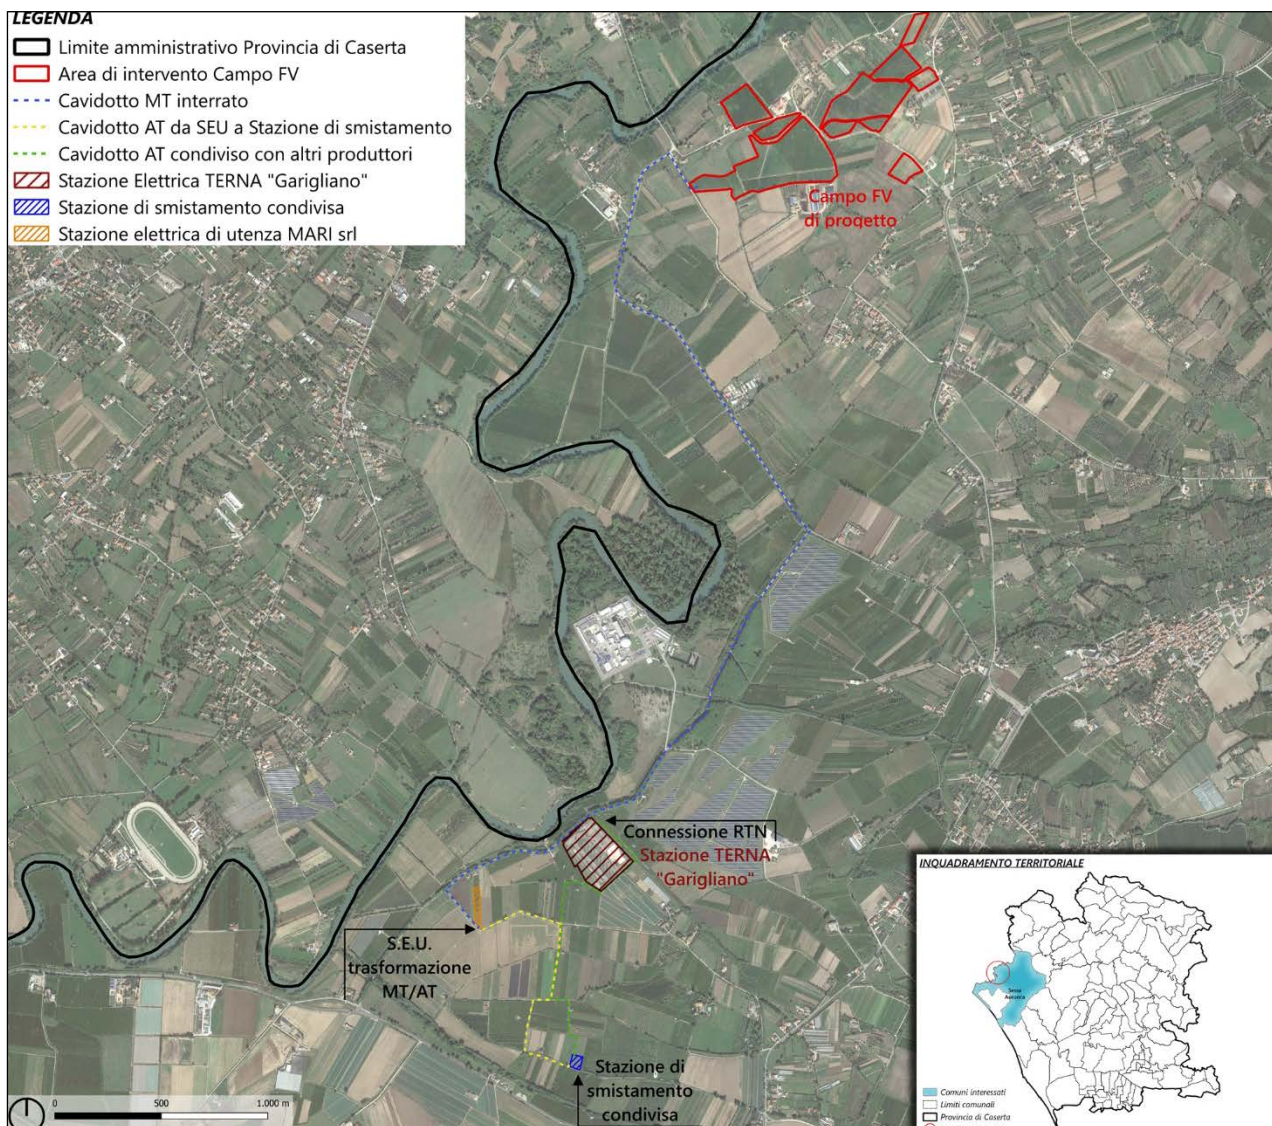 LEGENDA
Limite amministrativo Provincia di Caserta
Area di intervento Campo FV
Cavidotto MT interrato
Cavidotto AT da SEU a Stazione di smistamento
Cavidotto AT condiviso con altri produttori
Stazione Elettrica TERNA "Garigliano"
Stazione di smistamento condivisa
Stazione elettrica di utenza MARI srl
Campo FV
di progetto
Connessione RTN
Stazione TERNA
"Garigliano"
S.E.U.
trasformazione
MT/AT
Stazione di
smistamento
condivisa
0 500 1.000 m
INQUADRAMENTO TERRITORIALE
Sessa
Aurunca
Comuni interessati
Limiti comunali
Provincia di Caserta